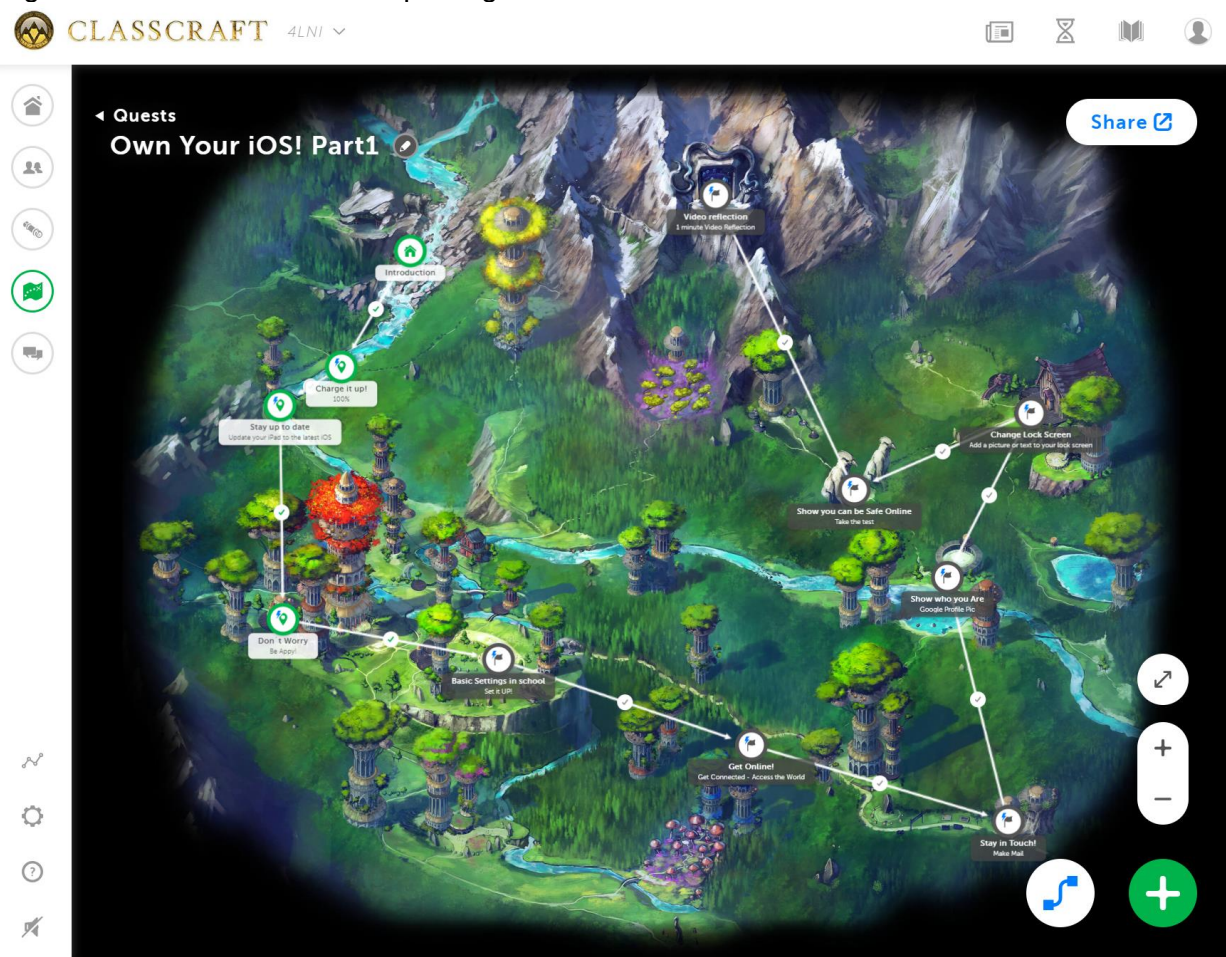 CLASSCRAFT 4LNI
Quests
Own Your iOS! Part1
Share
Video reflection
1 minute Video Reflection
Introduction
Charge it up!
100%
Stay up to date
Update your iPad to the latest iOS
Change Lock Screen
Add a picture or text to your lock screen
Show you can be Safe Online
Take the test
Show who you Are
Google Profile Pic
Don t Worry
Be Appy!
Basic Settings in school
Set it UP!
Get Online!
Get Connected - Access the World
Stay in Touch!
Make Mail